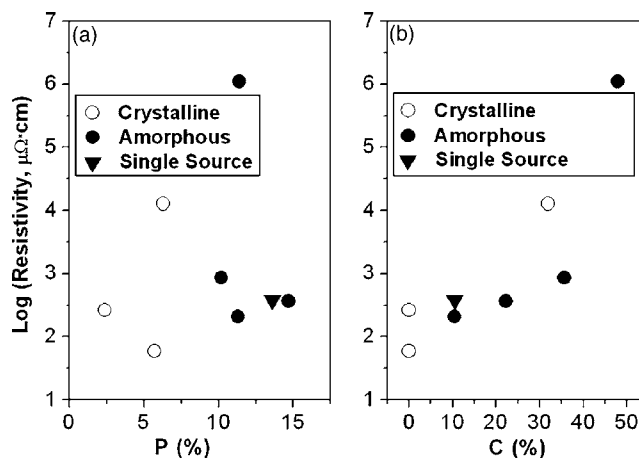 (a)
Log (Resistivity, μΩ·cm)
7
6
5
4
3
2
1
Crystalline
Amorphous
Single Source
0
5
10
15
P (%)
(b)
7
6
5
4
3
2
1
Crystalline
Amorphous
Single Source
0
10
20
30
40
50
C (%)